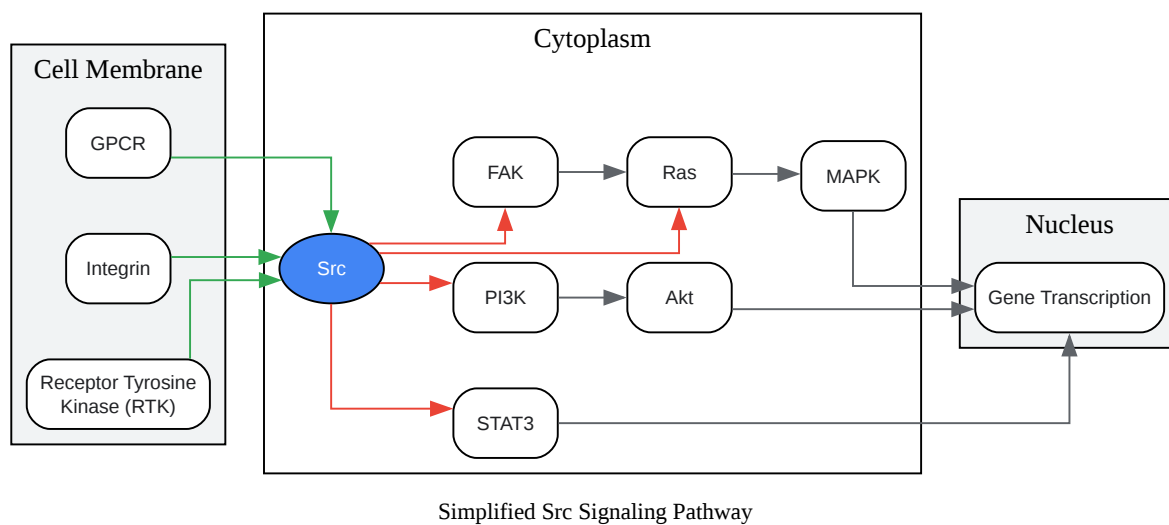 Cell Membrane
GPCR
Integrin
Receptor Tyrosine
Kinase (RTK)
Cytoplasm
Src
FAK
Ras
MAPK
PI3K
Akt
STAT3
Nucleus
Gene Transcription
Simplified Src Signaling Pathway